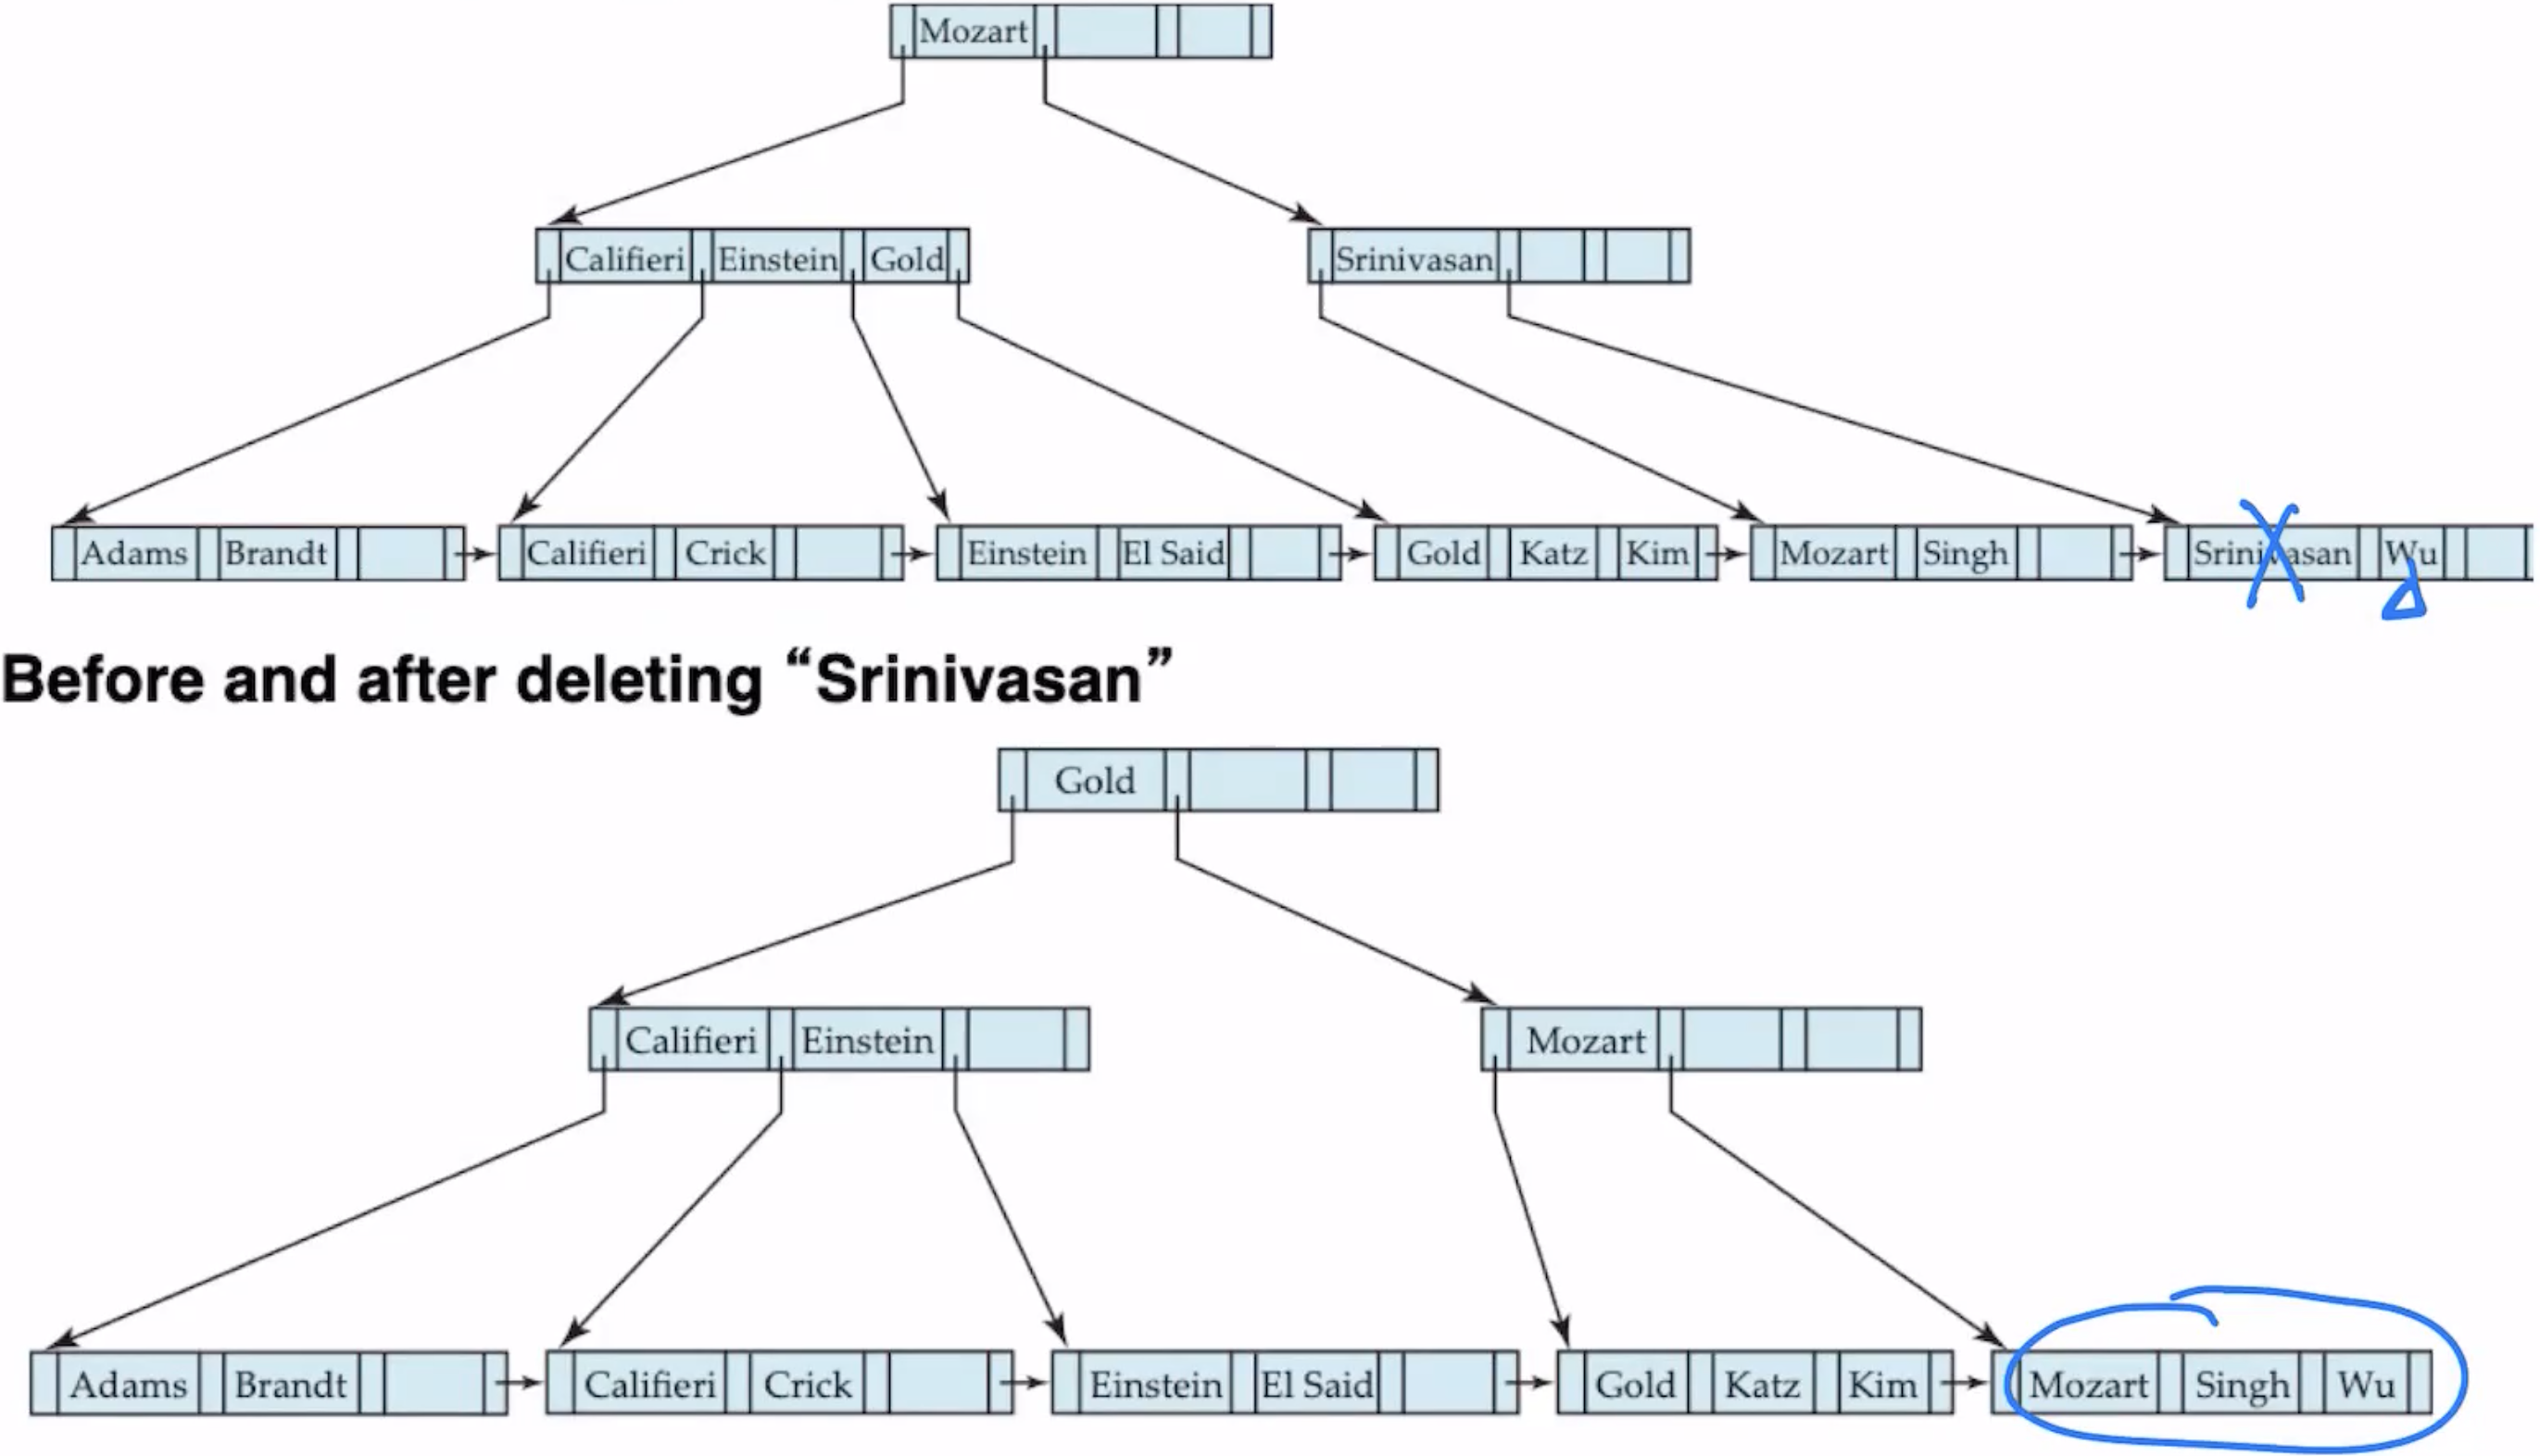 Mozart
Califieri Einstein Gold Srinivasan
Adams Brandt Califieri Crick Einstein El Said Gold Katz Kim Mozart Singh Srinivasan Wu
Before and after deleting “Srinivasan”
Gold
Califieri Einstein Mozart
Adams Brandt Califieri Crick Einstein El Said Gold Katz Kim Mozart Singh Wu